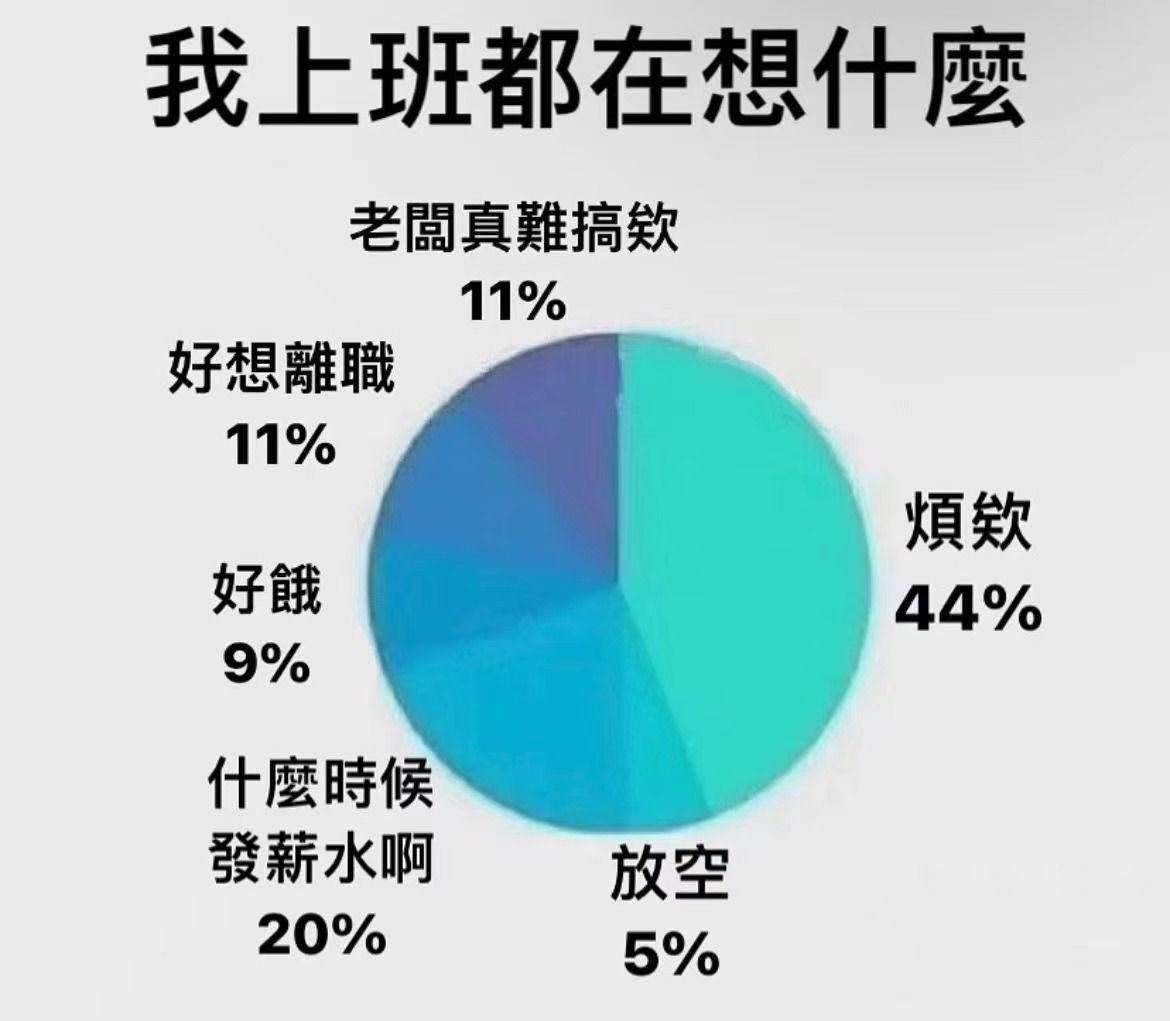 我上班都在想什麼
老闆真難搞欸
11%
好想離職
11%
煩欸
44%
好餓
9%
什麼時候
發薪水啊
20%
放空
5%